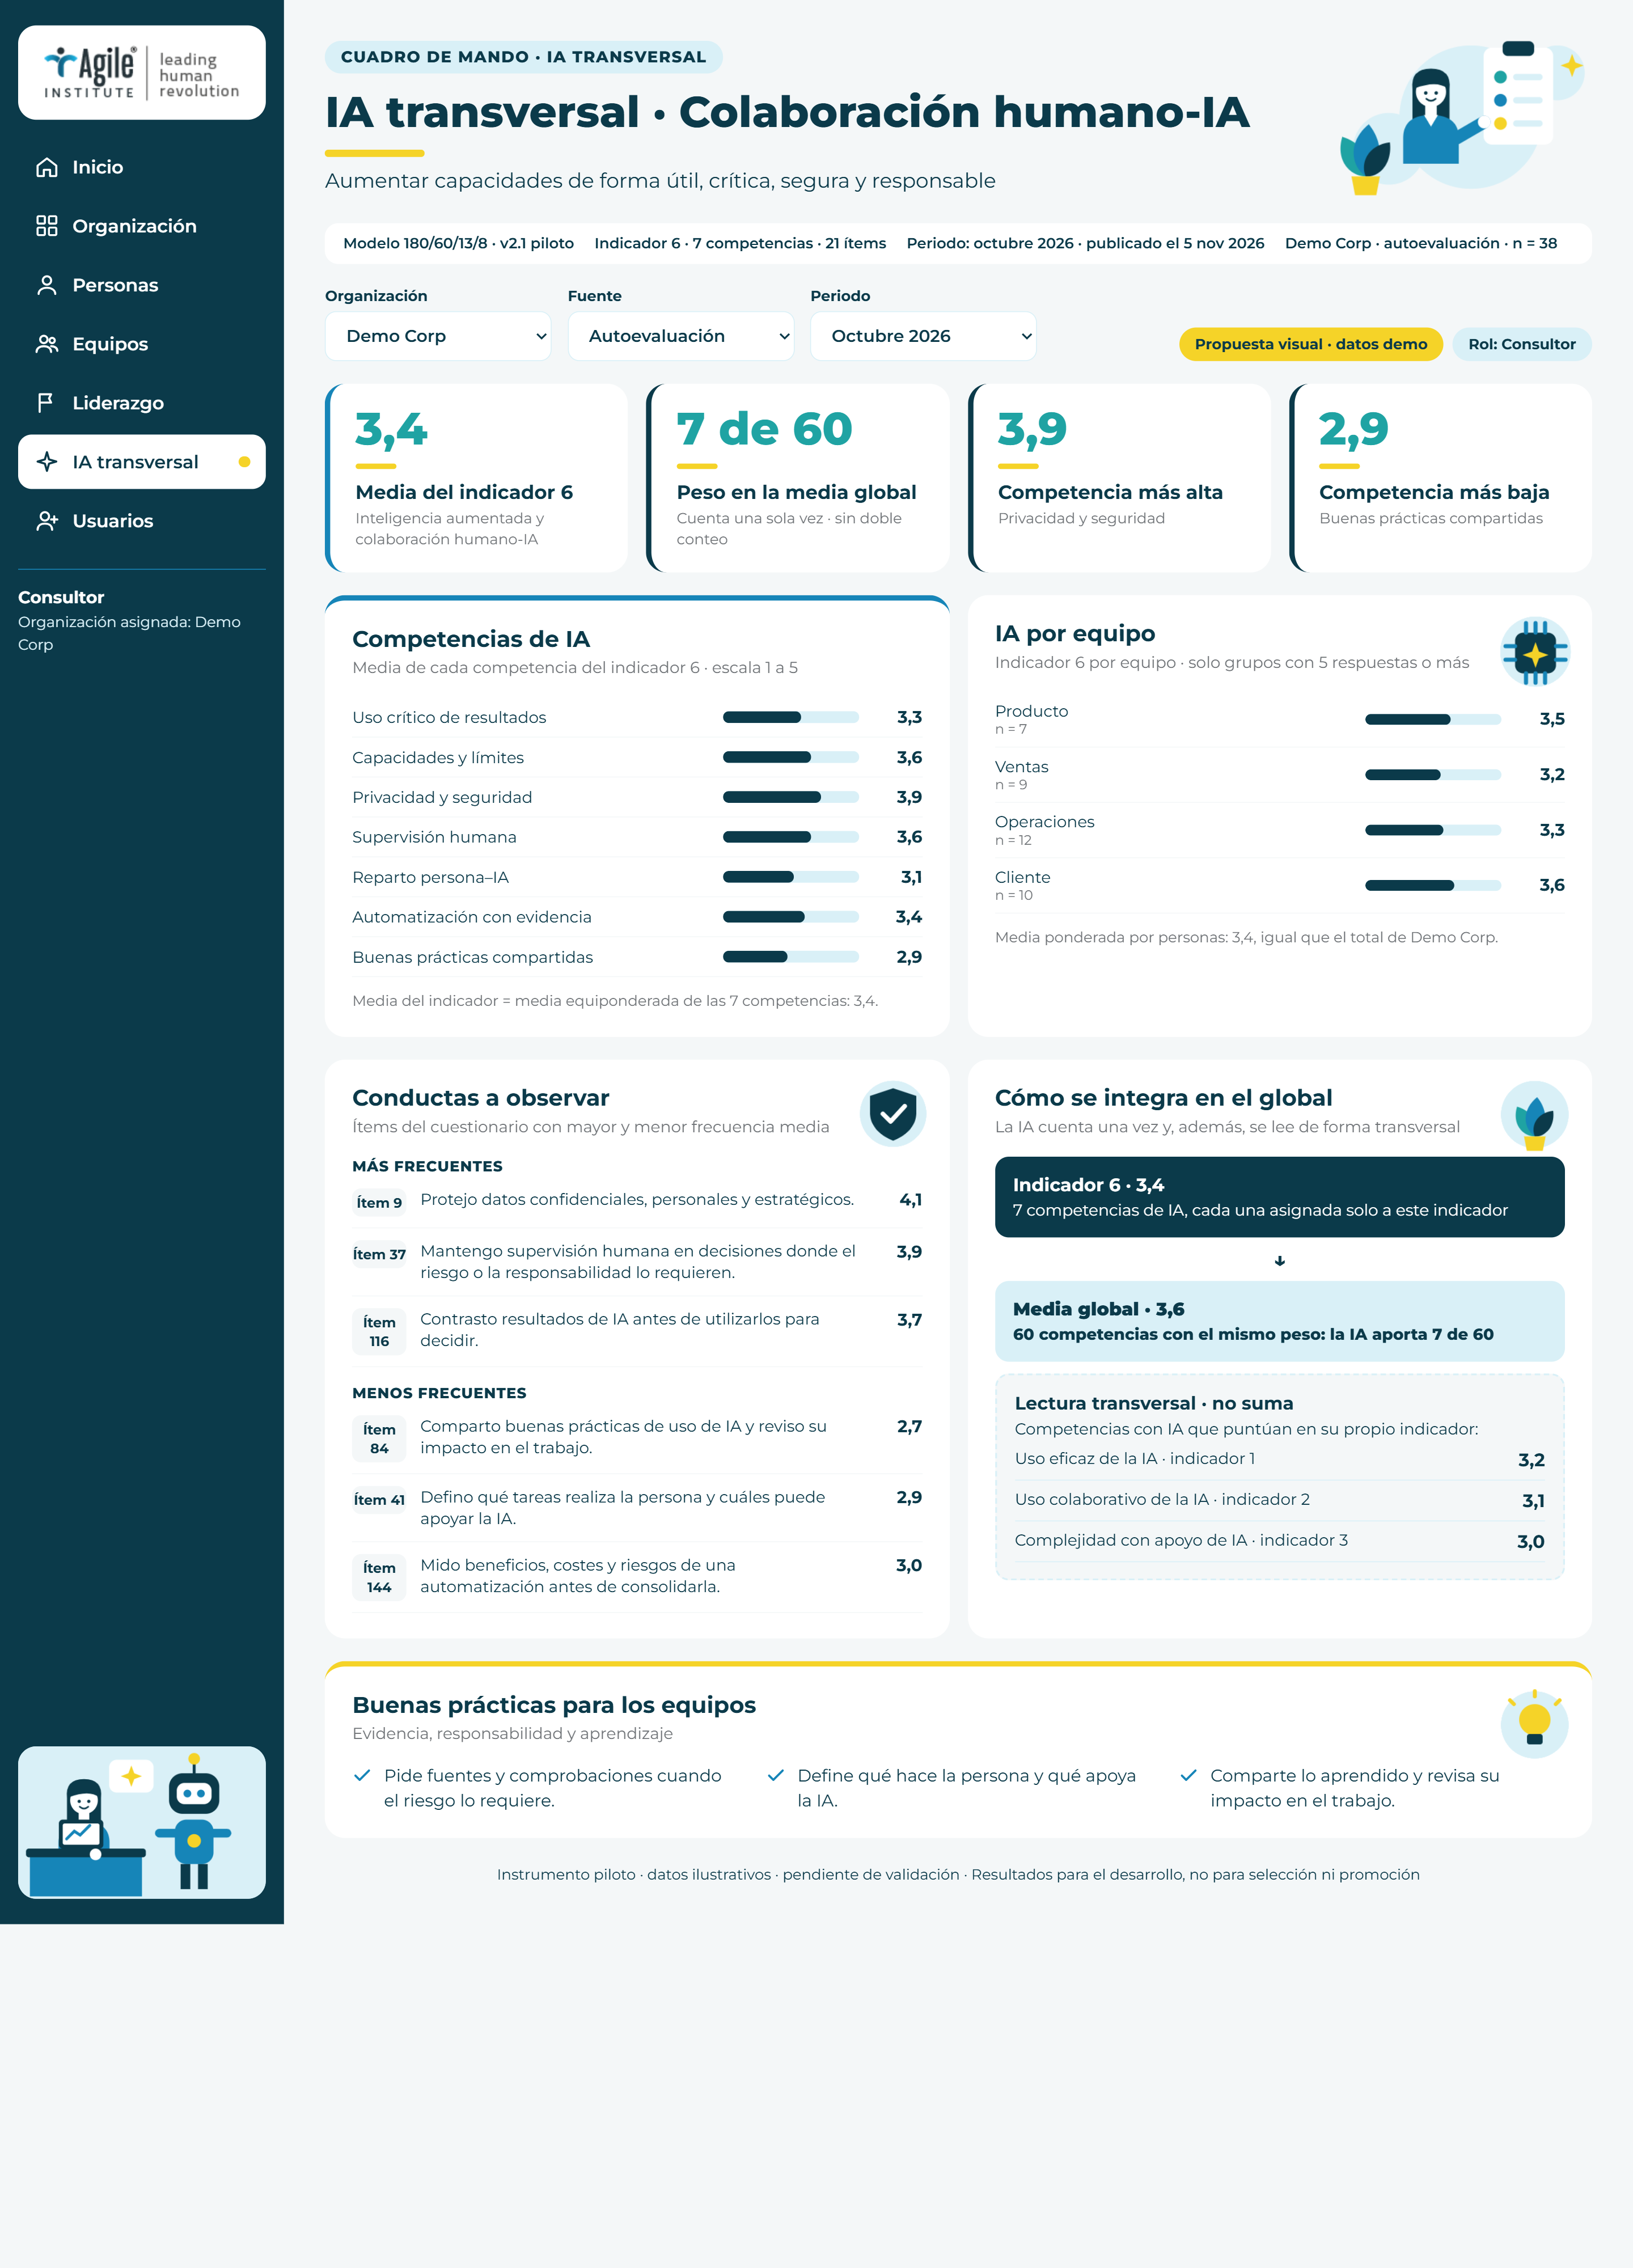 Agile®
INSTITUTE
leading
human
revolution
Inicio
Organización
Personas
Equipos
Liderazgo
IA transversal
Usuarios
Consultor
Organización asignada: Demo
Corp
CUADRO DE MANDO · IA TRANSVERSAL
IA transversal · Colaboración humano-IA
Aumentar capacidades de forma útil, crítica, segura y responsable
Modelo 180/60/13/8 · v2.1 piloto
Indicador 6 · 7 competencias · 21 ítems
Periodo: octubre 2026 · publicado el 5 nov 2026
Demo Corp · autoevaluación · n = 38
Organización
Demo Corp
Fuente
Autoevaluación
Periodo
Octubre 2026
Propuesta visual · datos demo
Rol: Consultor
3,4
Media del indicador 6
Inteligencia aumentada y
colaboración humano-IA
7 de 60
Peso en la media global
Cuenta una sola vez · sin doble
conteo
3,9
Competencia más alta
Privacidad y seguridad
2,9
Competencia más baja
Buenas prácticas compartidas
Competencias de IA
Media de cada competencia del indicador 6 · escala 1 a 5
Uso crítico de resultados 3,3
Capacidades y límites 3,6
Privacidad y seguridad 3,9
Supervisión humana 3,6
Reparto persona–IA 3,1
Automatización con evidencia 3,4
Buenas prácticas compartidas 2,9
Media del indicador = media equiponderada de las 7 competencias: 3,4.
IA por equipo
Indicador 6 por equipo · solo grupos con 5 respuestas o más
Producto 3,5
n = 7
Ventas 3,2
n = 9
Operaciones 3,3
n = 12
Cliente 3,6
n = 10
Media ponderada por personas: 3,4, igual que el total de Demo Corp.
Conductas a observar
Ítems del cuestionario con mayor y menor frecuencia media
MÁS FRECUENTES
Ítem 9 Protejo datos confidenciales, personales y estratégicos. 4,1
Ítem 37 Mantengo supervisión humana en decisiones donde el 3,9
riesgo o la responsabilidad lo requieren.
Ítem Contrasto resultados de IA antes de utilizarlos para 3,7
116 decidir.
MENOS FRECUENTES
Ítem Comparto buenas prácticas de uso de IA y reviso su 2,7
84 impacto en el trabajo.
Ítem 41 Defino qué tareas realiza la persona y cuáles puede 2,9
apoyar la IA.
Ítem Mido beneficios, costes y riesgos de una 3,0
144 automatización antes de consolidarla.
Cómo se integra en el global
La IA cuenta una vez y, además, se lee de forma transversal
Indicador 6 · 3,4
7 competencias de IA, cada una asignada solo a este indicador
Media global · 3,6
60 competencias con el mismo peso: la IA aporta 7 de 60
Lectura transversal · no suma
Competencias con IA que puntúan en su propio indicador:
Uso eficaz de la IA · indicador 1 3,2
Uso colaborativo de la IA · indicador 2 3,1
Complejidad con apoyo de IA · indicador 3 3,0
Buenas prácticas para los equipos
Evidencia, responsabilidad y aprendizaje
Pide fuentes y comprobaciones cuando
el riesgo lo requiere.
Define qué hace la persona y qué apoya
la IA.
Comparte lo aprendido y revisa su
impacto en el trabajo.
Instrumento piloto · datos ilustrativos · pendiente de validación · Resultados para el desarrollo, no para selección ni promoción